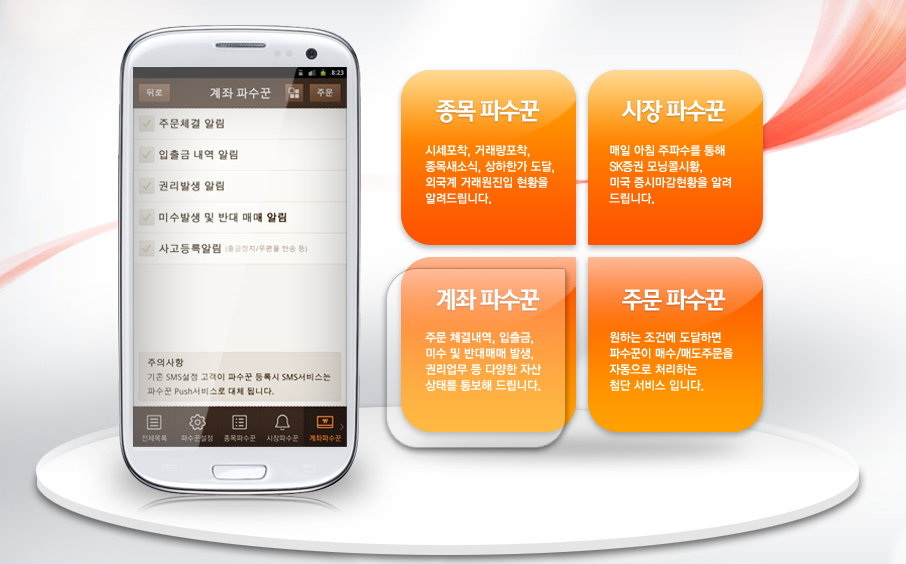 8:23
뒤로
계좌 파수꾼
주문
주문체결 알림
입출금 내역 알림
권리발생 알림
미수발생 및 반대 매매 알림
사고등록알림 (출금정지/우편물 반송 등)
주의사항
기존 SMS설정 고객이 파수꾼 등록시 SMS서비스는
파수꾼 Push서비스로 대체 됩니다.
전체목록
파수꾼설정
종목파수꾼
시장파수꾼
계좌파수꾼
종목 파수꾼
시세포착, 거래량포착,
종목새소식, 상하한가 도달,
외국계 거래원진입 현황을
알려드립니다.
시장 파수꾼
매일 아침 주파수를 통해
SK증권 모닝콜시황,
미국 증시마감현황을 알려
드립니다.
계좌 파수꾼
주문 체결내역, 입출금,
미수 및 반대매매 발생,
권리업무 등 다양한 자산
상태를 통보해 드립니다.
주문 파수꾼
원하는 조건에 도달하면
파수꾼이 매수/매도주문을
자동으로 처리하는
첨단 서비스 입니다.